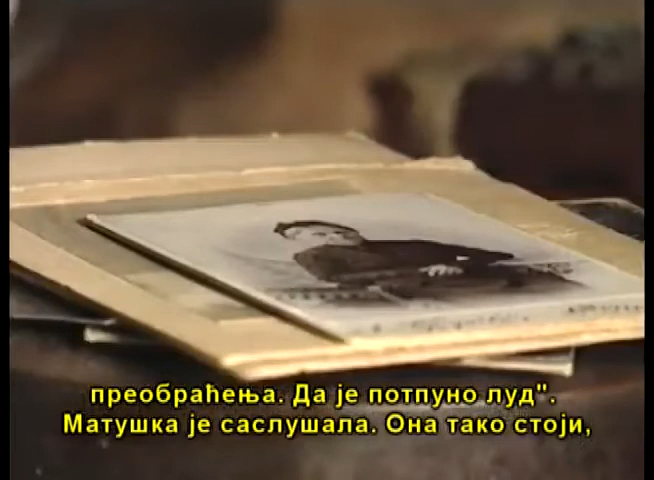 преобраћења. Да је потпуно луд".
Матушка је саслушала. Она тако стоји,